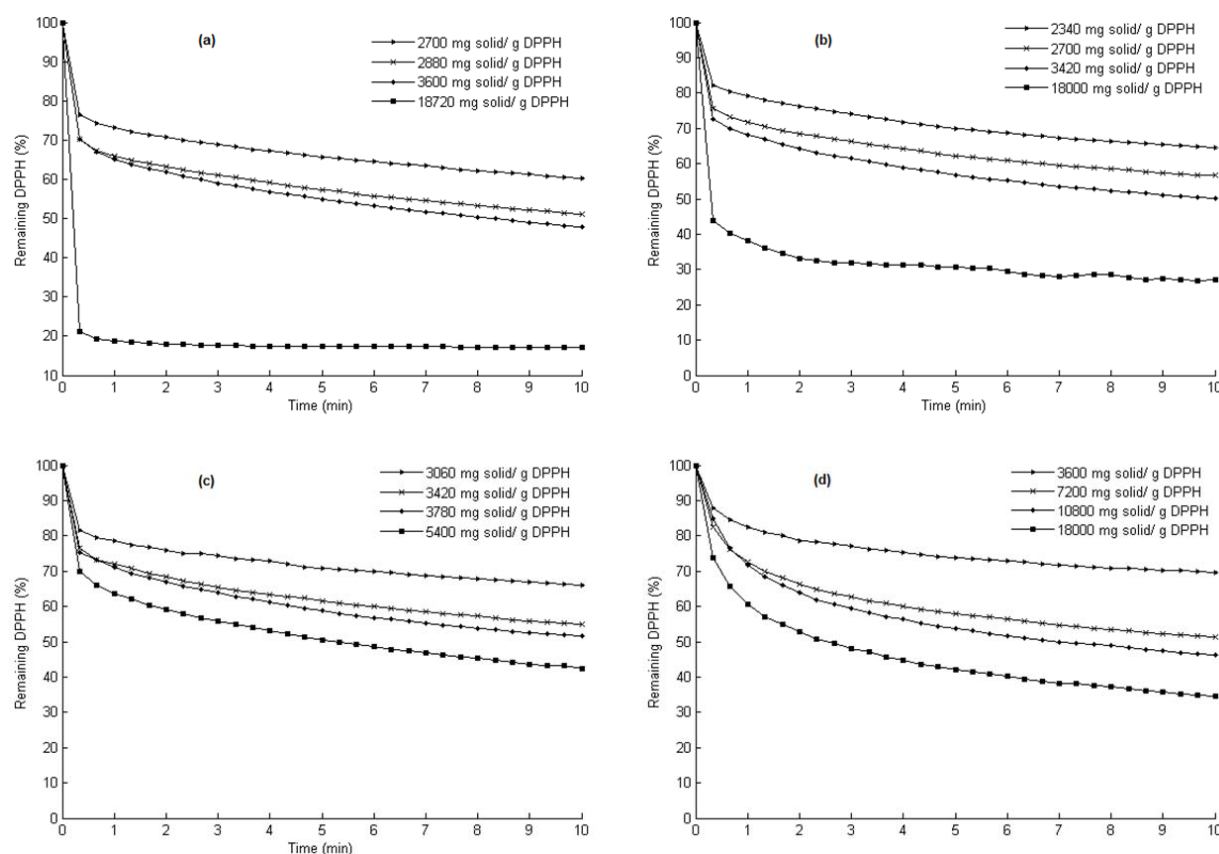 (a)
2700 mg solid/ g DPPH
2880 mg solid/ g DPPH
3600 mg solid/ g DPPH
18720 mg solid/ g DPPH
Remaining DPPH (%)
100
90
80
70
60
50
40
30
20
10
0 1 2 3 4 5 6 7 8 9 10
Time (min)
(b)
2340 mg solid/ g DPPH
2700 mg solid/ g DPPH
3420 mg solid/ g DPPH
18000 mg solid/ g DPPH
Remaining DPPH (%)
100
90
80
70
60
50
40
30
20
10
0
0 1 2 3 4 5 6 7 8 9 10
Time (min)
(c)
3060 mg solid/ g DPPH
3420 mg solid/ g DPPH
3780 mg solid/ g DPPH
5400 mg solid/ g DPPH
Remaining DPPH (%)
100
90
80
70
60
50
40
30
20
10
0
0 1 2 3 4 5 6 7 8 9 10
Time (min)
(d)
3600 mg solid/ g DPPH
7200 mg solid/ g DPPH
10800 mg solid/ g DPPH
18000 mg solid/ g DPPH
Remaining DPPH (%)
100
90
80
70
60
50
40
30
20
10
0
0 1 2 3 4 5 6 7 8 9 10
Time (min)